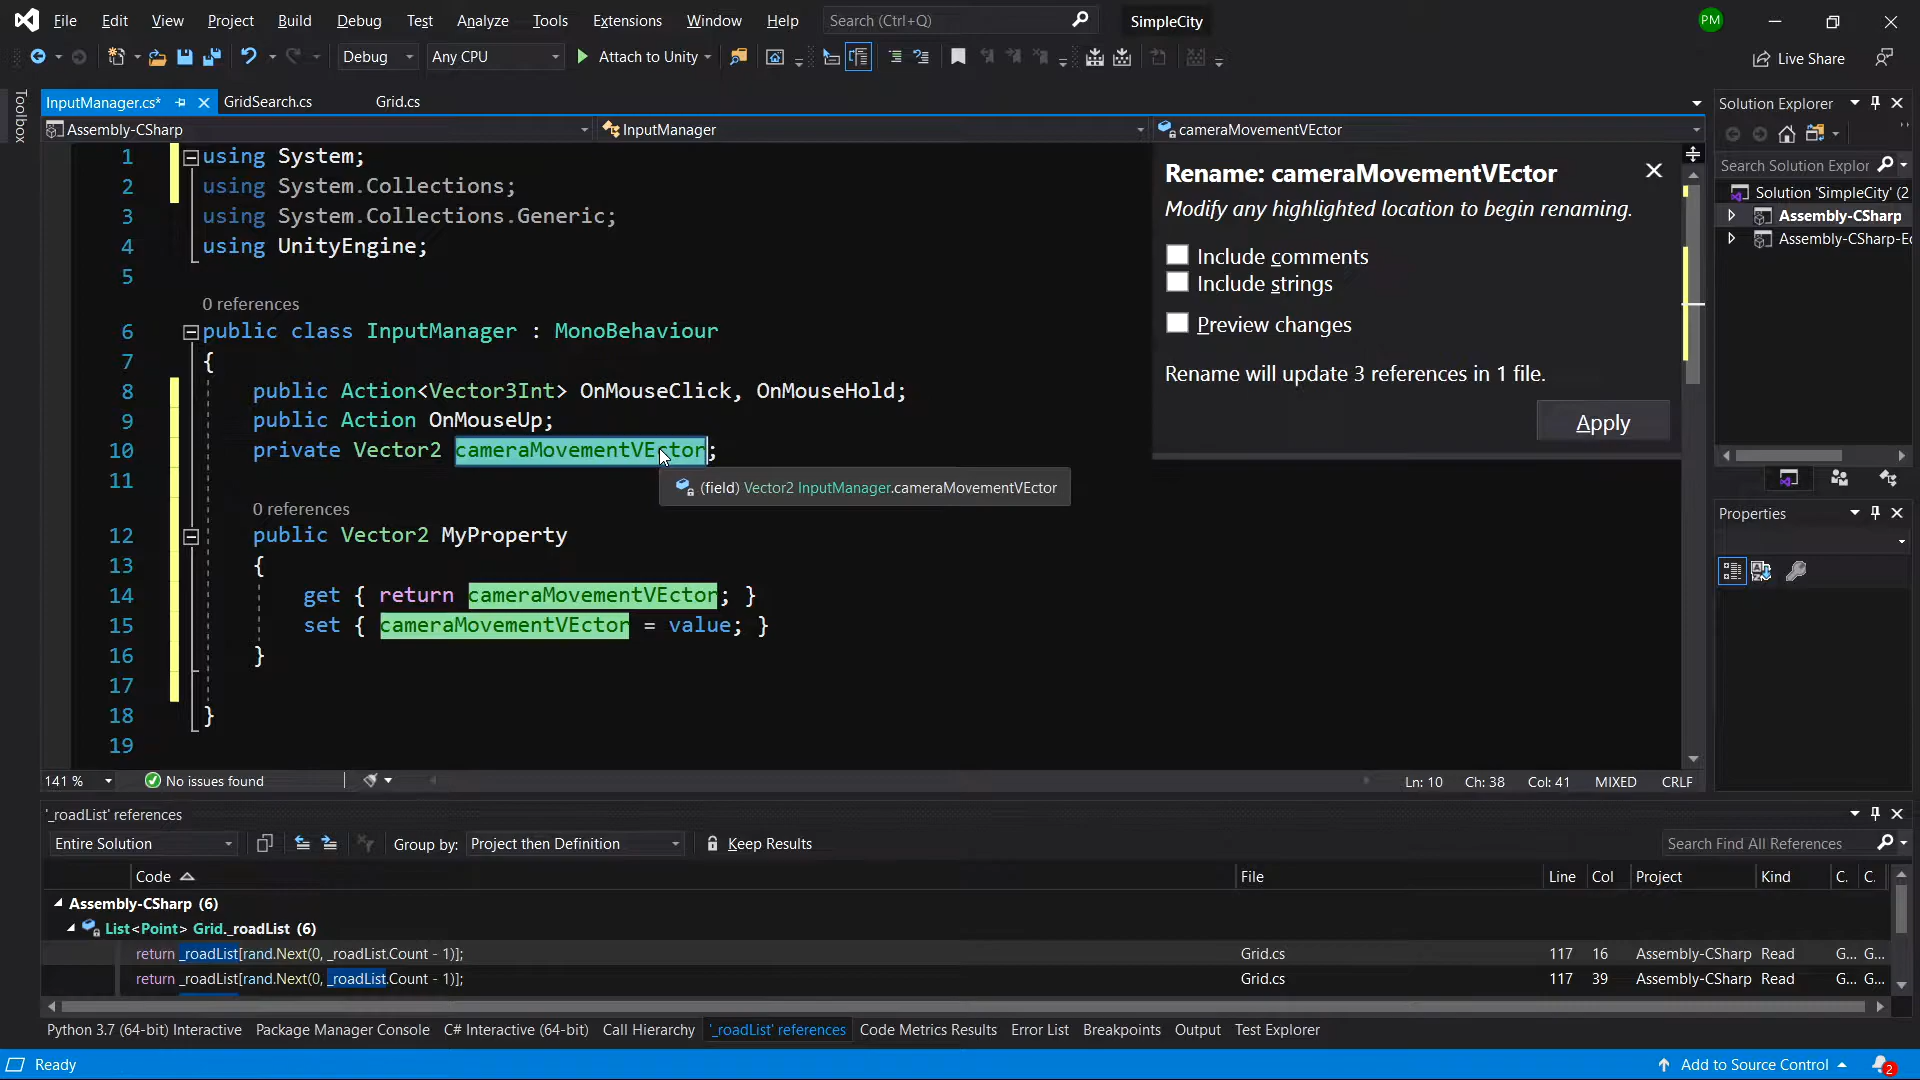 File Edit View Project Build Debug Test Analyze Tools Extensions Window Help Search (Ctrl+Q) SimpleCity PM
Debug Any CPU Attach to Unity Live Share
Toolbox
InputManager.cs* GridSearch.cs Grid.cs
Assembly-CSharp InputManager cameraMovementVEctor
1 using System;
2 using System.Collections;
3 using System.Collections.Generic;
4 using UnityEngine;
5
0 references
6 public class InputManager : MonoBehaviour
7 {
8 public Action<Vector3Int> OnMouseClick, OnMouseHold;
9 public Action OnMouseUp;
10 private Vector2 cameraMovementVEctor;
11
(field) Vector2 InputManager.cameraMovementVEctor
0 references
12 public Vector2 MyProperty
13 {
14 get { return cameraMovementVEctor; }
15 set { cameraMovementVEctor = value; }
16 }
17
18 }
19
Rename: cameraMovementVEctor
Modify any highlighted location to begin renaming.
Include comments
Include strings
Preview changes
Rename will update 3 references in 1 file.
Apply
Solution Explorer
Search Solution Explor
Solution 'SimpleCity' (2
Assembly-CSharp
Assembly-CSharp-Ed
Properties
141 % No issues found Ln: 10 Ch: 38 Col: 41 MIXED CRLF
'_roadList' references
Entire Solution Group by: Project then Definition Keep Results Search Find All References
Code File Line Col Project Kind C. C.
Assembly-CSharp (6)
List<Point> Grid._roadList (6)
return _roadList[rand.Next(0, _roadList.Count - 1)]; Grid.cs 117 16 Assembly-CSharp Read G... G...
return _roadList[rand.Next(0, _roadList.Count - 1)]; Grid.cs 117 39 Assembly-CSharp Read G... G...
Python 3.7 (64-bit) Interactive Package Manager Console C# Interactive (64-bit) Call Hierarchy '_roadList' references Code Metrics Results Error List Breakpoints Output Test Explorer
Ready Add to Source Control 2